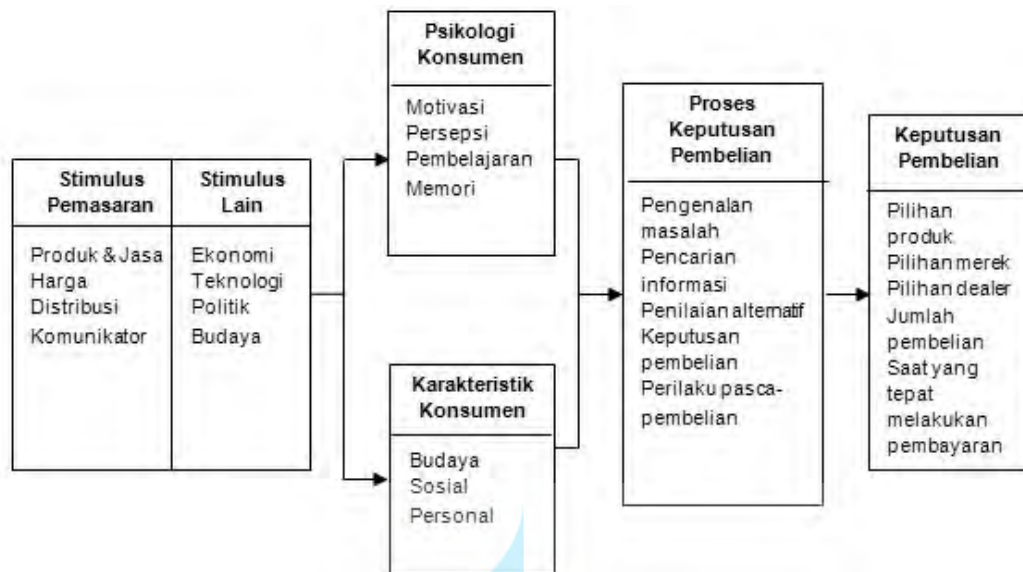 Stimulus
Pemasaran
Produk & Jasa
Harga
Distribusi
Komunikator
Stimulus
Lain
Ekonomi
Teknologi
Politik
Budaya
Psikologi
Konsumen
Motivasi
Persepsi
Pembelajaran
Memori
Karakteristik
Konsumen
Budaya
Sosial
Personal
Proses
Keputusan
Pembelian
Pengenalan
masalah
Pencarian
informasi
Penilaian alternatif
Keputusan
pembelian
Perilaku pasca-
pembelian
Keputusan
Pembelian
Pilihan
produk
Pilihan merek
Pilihan dealer
Jumlah
pembelian
Saat yang
tepat
melakukan
pembayaran